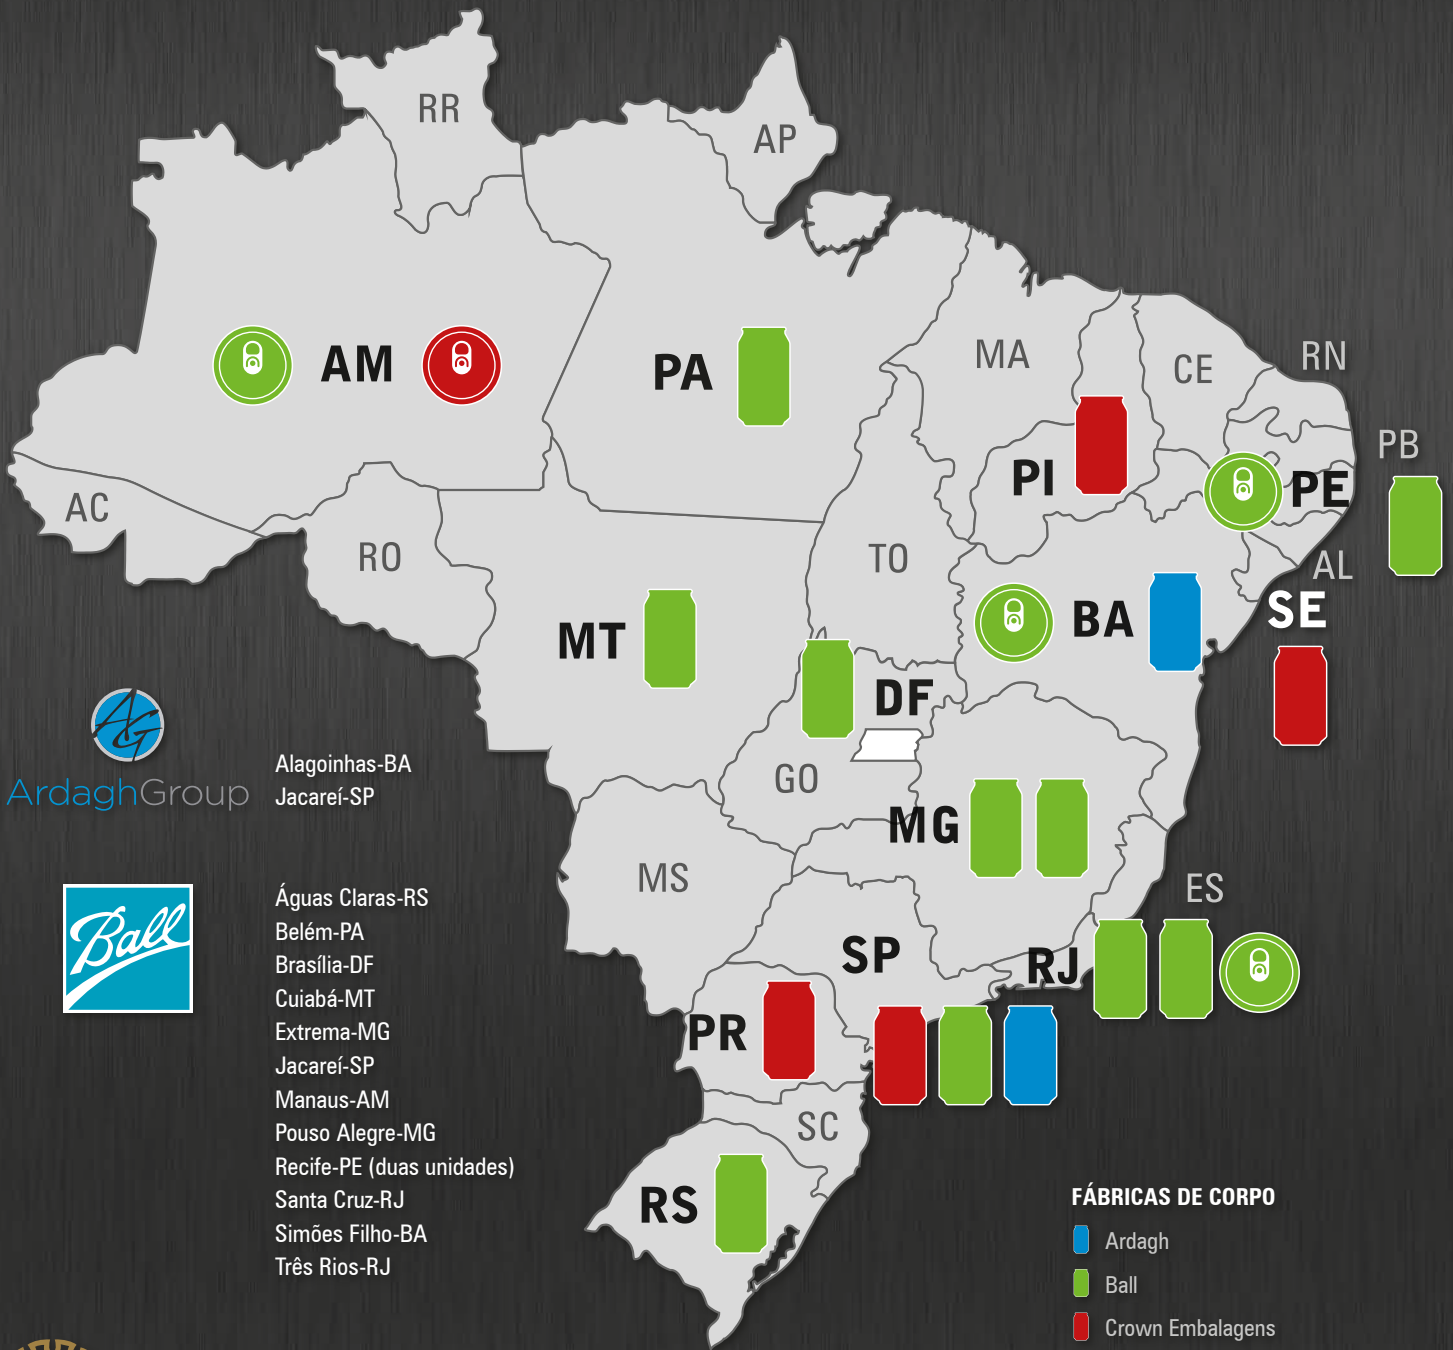 RR
AP
AM
PA
MA
CE
RN
PB
PI
PE
AC
RO
TO
AL
SE
MT
BA
DF
GO
MG
MS
ES
SP
RJ
PR
SC
RS
AG
ArdaghGroup
Alagoinhas-BA
Jacareí-SP
Ball
Águas Claras-RS
Belém-PA
Brasília-DF
Cuiabá-MT
Extrema-MG
Jacareí-SP
Manaus-AM
Pouso Alegre-MG
Recife-PE (duas unidades)
Santa Cruz-RJ
Simões Filho-BA
Três Rios-RJ
FÁBRICAS DE CORPO
Ardagh
Ball
Crown Embalagens